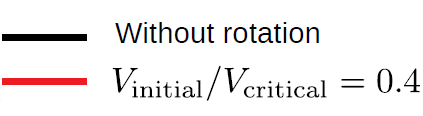 Without rotation
V_initial/V_critical = 0.4